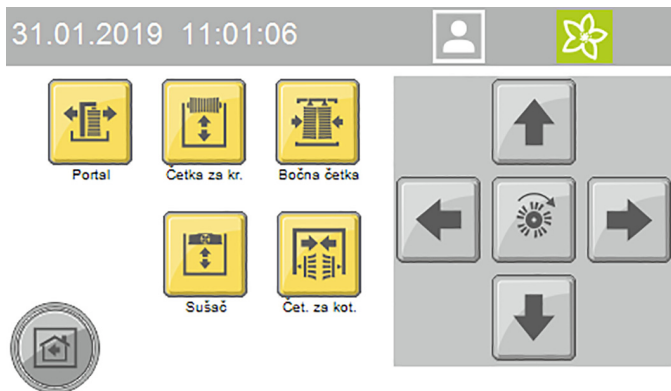 31.01.2019 11:01:06
Portal
Četka za kr.
Bočna četka
Sušač
Čet. za kot.